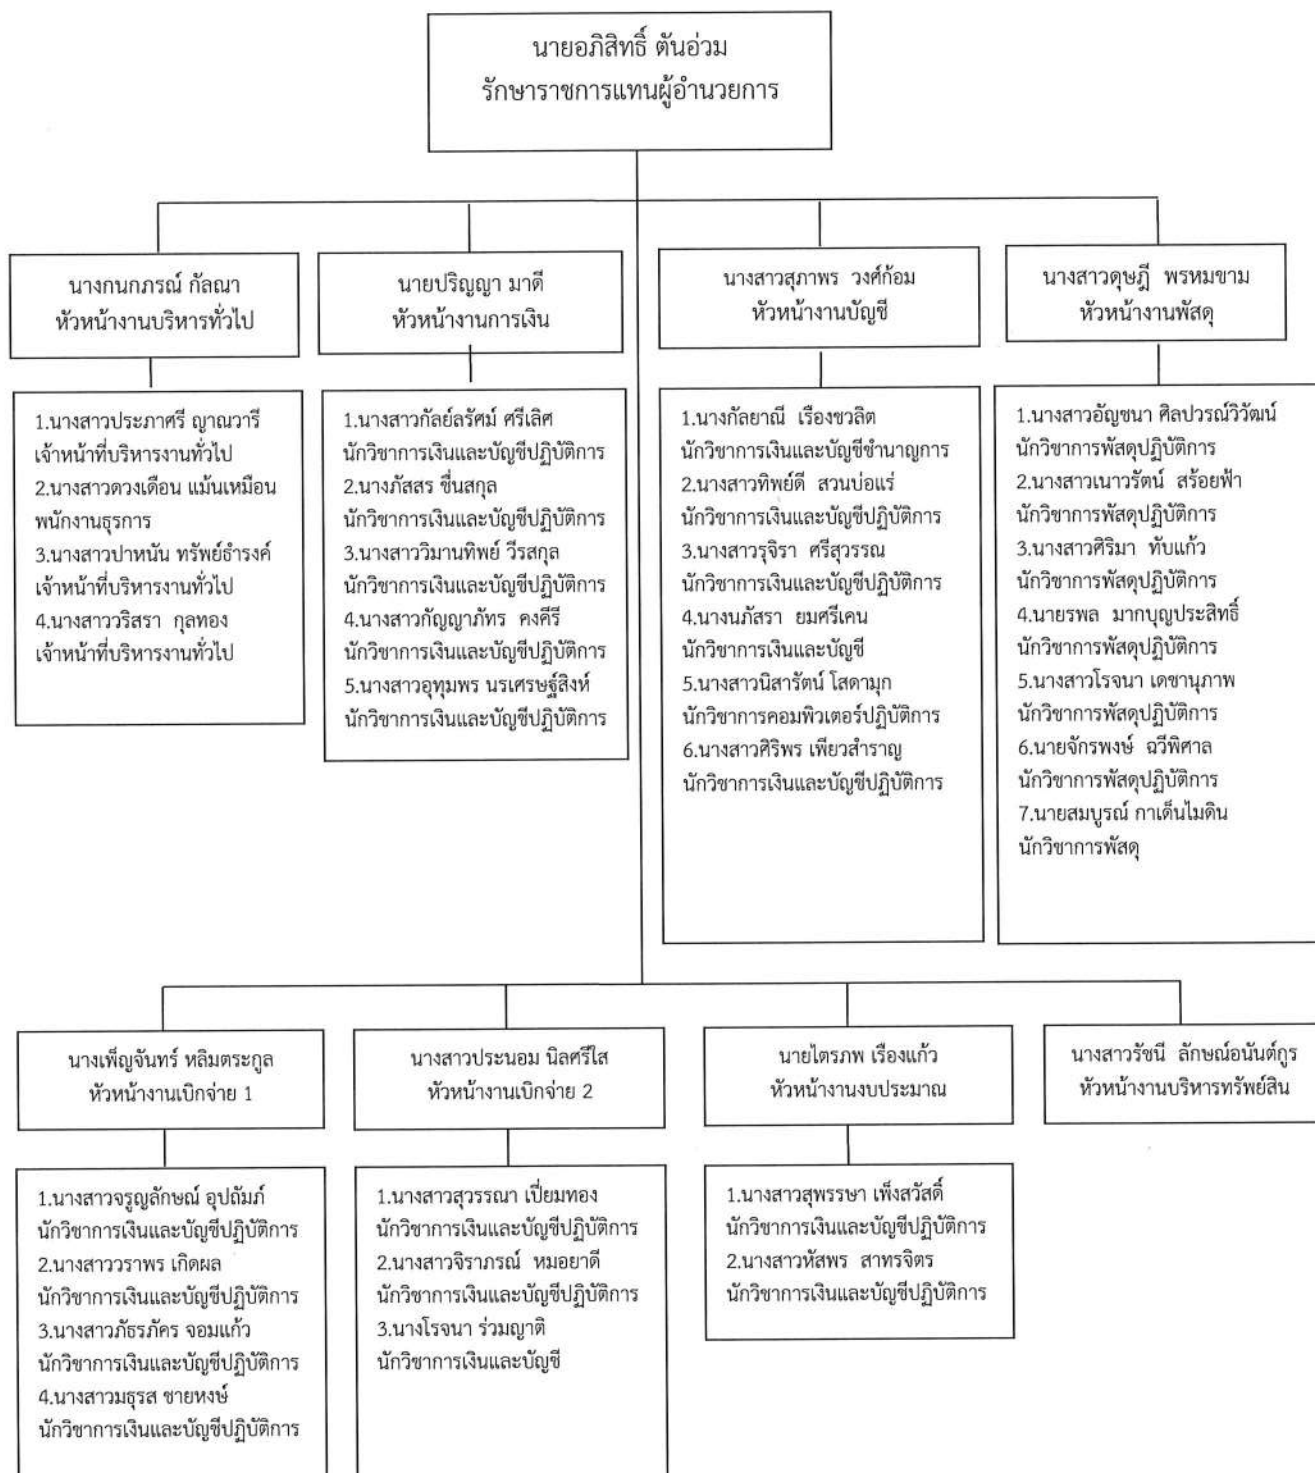 นายอภิสิทธิ์ ตันอ่วม
รักษาราชการแทนผู้อำนวยการ
นางกนกภรณ์ กัลณา
หัวหน้างานบริหารทั่วไป
นายปริญญา มาดี
หัวหน้างานการเงิน
นางสาวสุภาพร วงศ์ก้อม
หัวหน้างานบัญชี
นางสาวดุษฎี พรหมขาม
หัวหน้างานพัสดุ
1.นางสาวประภาศรี ญาณวารี
เจ้าหน้าที่บริหารงานทั่วไป
2.นางสาวดวงเดือน แม้นเหมือน
พนักงานธุรการ
3.นางสาวปาหนัน ทรัพย์ธำรงค์
เจ้าหน้าที่บริหารงานทั่วไป
4.นางสาววริสรา กุลทอง
เจ้าหน้าที่บริหารงานทั่วไป
1.นางสาวกัลย์ลรัศม์ ศรีเลิศ
นักวิชาการเงินและบัญชีปฏิบัติการ
2.นางภัสสร ชื่นสกุล
นักวิชาการเงินและบัญชีปฏิบัติการ
3.นางสาววิมานทิพย์ วีรสกุล
นักวิชาการเงินและบัญชีปฏิบัติการ
4.นางสาวกัญญาภัทร คงคีรี
นักวิชาการเงินและบัญชีปฏิบัติการ
5.นางสาวอุทุมพร นรเศรษฐ์สิงห์
นักวิชาการเงินและบัญชีปฏิบัติการ
1.นางกัลยาณี เรืองชวลิต
นักวิชาการเงินและบัญชีชำนาญการ
2.นางสาวทิพย์ดี สวนบ่อแร่
นักวิชาการเงินและบัญชีปฏิบัติการ
3.นางสาวรุจิรา ศรีสุวรรณ
นักวิชาการเงินและบัญชีปฏิบัติการ
4.นางนภัสรา ยมศรีเคน
นักวิชาการเงินและบัญชี
5.นางสาวนิสารัตน์ โสดามุก
นักวิชาการคอมพิวเตอร์ปฏิบัติการ
6.นางสาวศิริพร เพียวสำราญ
นักวิชาการเงินและบัญชีปฏิบัติการ
1.นางสาวอัญชนา ศิลปวรณ์วิวัฒน์
นักวิชาการพัสดุปฏิบัติการ
2.นางสาวเนาวรัตน์ สร้อยฟ้า
นักวิชาการพัสดุปฏิบัติการ
3.นางสาวศิริมา ทับแก้ว
นักวิชาการพัสดุปฏิบัติการ
4.นายรพล มากบุญประสิทธิ์
นักวิชาการพัสดุปฏิบัติการ
5.นางสาวโรจนา เดชานุภาพ
นักวิชาการพัสดุปฏิบัติการ
6.นายจักรพงษ์ ฉวีพิศาล
นักวิชาการพัสดุปฏิบัติการ
7.นายสมบูรณ์ กาเด็นไมดิน
นักวิชาการพัสดุ
นางเพ็ญจันทร์ หลิมตระกูล
หัวหน้างานเบิกจ่าย 1
นางสาวประนอม นิลศรีใส
หัวหน้างานเบิกจ่าย 2
นายไตรภพ เรืองแก้ว
หัวหน้างานงบประมาณ
นางสาวรัชนี ลักษณ์อนันต์กูร
หัวหน้างานบริหารทรัพย์สิน
1.นางสาวจรูญลักษณ์ อุปถัมภ์
นักวิชาการเงินและบัญชีปฏิบัติการ
2.นางสาววราพร เกิดผล
นักวิชาการเงินและบัญชีปฏิบัติการ
3.นางสาวภัธรภัคร จอมแก้ว
นักวิชาการเงินและบัญชีปฏิบัติการ
4.นางสาวมธุรส ชายหงษ์
นักวิชาการเงินและบัญชีปฏิบัติการ
1.นางสาวสุวรรณา เปี่ยมทอง
นักวิชาการเงินและบัญชีปฏิบัติการ
2.นางสาวจิราภรณ์ หมอยาดี
นักวิชาการเงินและบัญชีปฏิบัติการ
3.นางโรจนา ร่วมญาติ
นักวิชาการเงินและบัญชี
1.นางสาวสุพรรษา เพ็งสวัสดิ์
นักวิชาการเงินและบัญชีปฏิบัติการ
2.นางสาวหัสพร สาทรจิตร
นักวิชาการเงินและบัญชีปฏิบัติการ